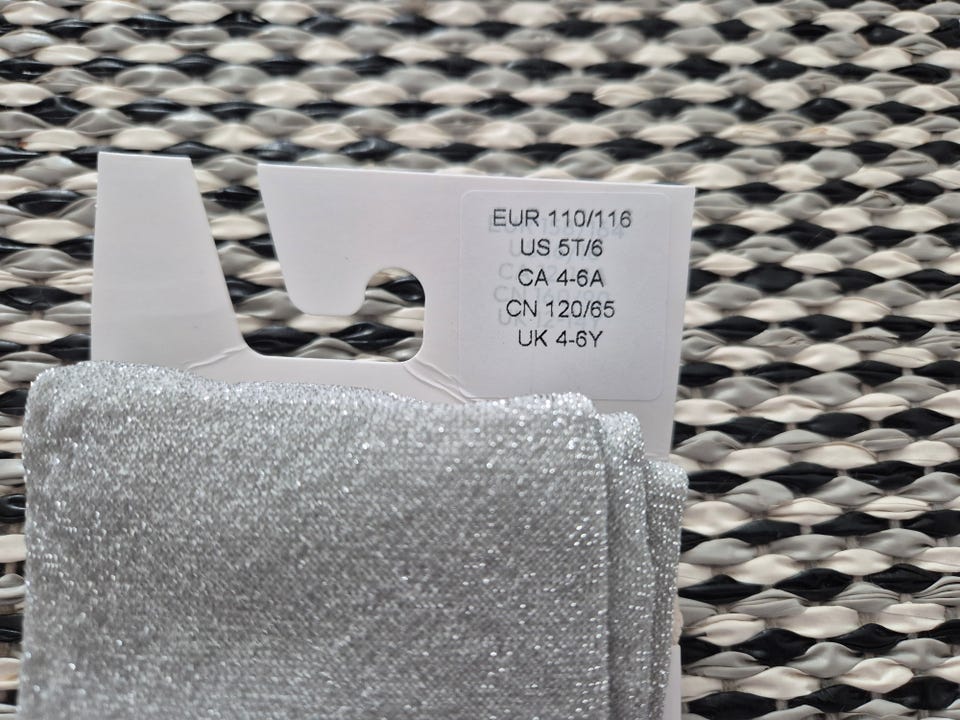 EUR 110/116
US 5T/6
CA 4-6A
CN 120/65
UK 4-6Y